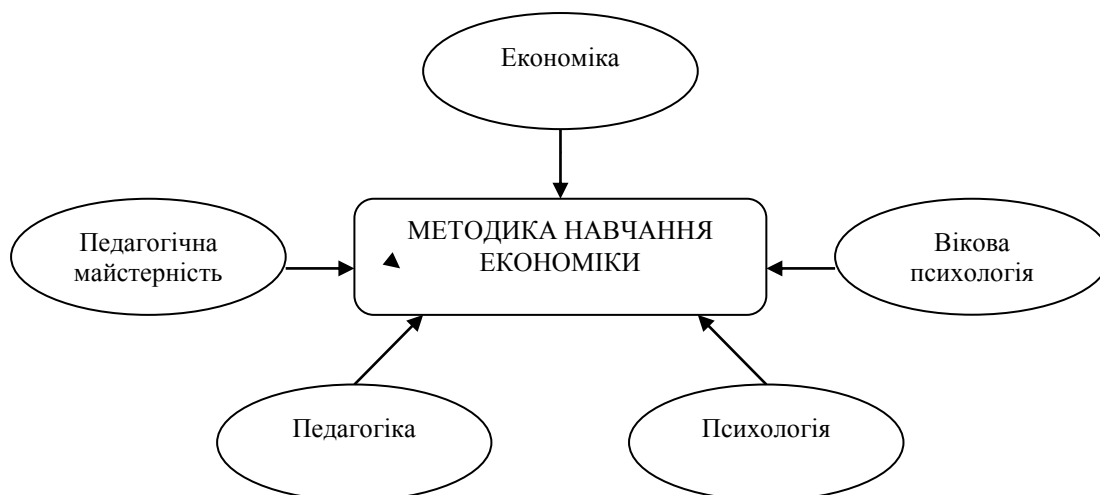 Економіка
МЕТОДИКА НАВЧАННЯ
ЕКОНОМІКИ
Педагогічна
майстерність
Вікова
психологія
Педагогіка
Психологія